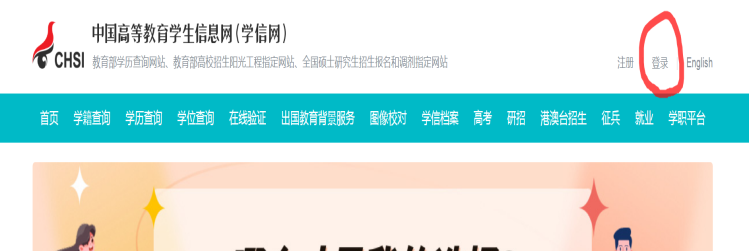 中国高等教育学生信息网（学信网）
CHSI 教育部学历查询网站、教育部高校招生阳光工程指定网站、全国硕士研究生招生报名和调剂指定网站
注册 登录 English
首页 学籍查询 学历查询 学位查询 在线验证 出国教育背景服务 图像校对 学信档案 高考 研招 港澳台招生 征兵 就业 学职平台